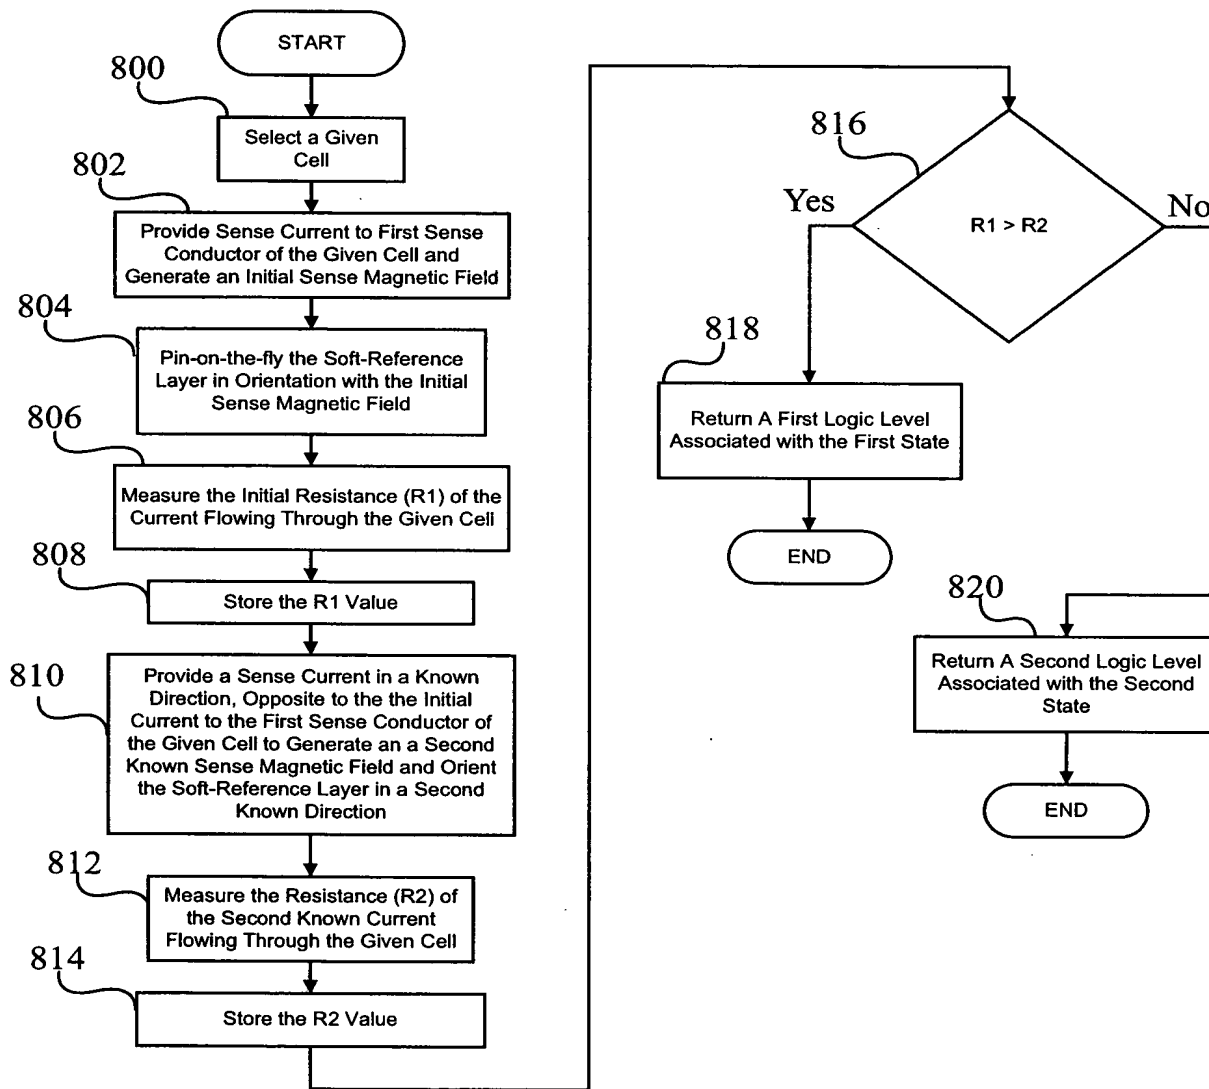 START
800
Select a Given
Cell
802
Provide Sense Current to First Sense
Conductor of the Given Cell and
Generate an Initial Sense Magnetic Field
804
Pin-on-the-fly the Soft-Reference
Layer in Orientation with the Initial
Sense Magnetic Field
806
Measure the Initial Resistance (R1) of the
Current Flowing Through the Given Cell
808
Store the R1 Value
810
Provide a Sense Current in a Known
Direction, Opposite to the the Initial
Current to the First Sense Conductor of
the Given Cell to Generate an a Second
Known Sense Magnetic Field and Orient
the Soft-Reference Layer in a Second
Known Direction
812
Measure the Resistance (R2) of
the Second Known Current
Flowing Through the Given Cell
814
Store the R2 Value
816
Yes
R1 > R2
No
818
Return A First Logic Level
Associated with the First State
END
820
Return A Second Logic Level
Associated with the Second
State
END